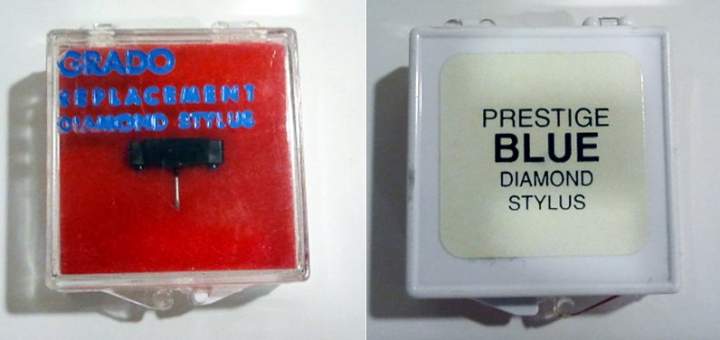 GRADO
REPLACEMENT
DIAMOND STYLUS
PRESTIGE
BLUE
DIAMOND
STYLUS